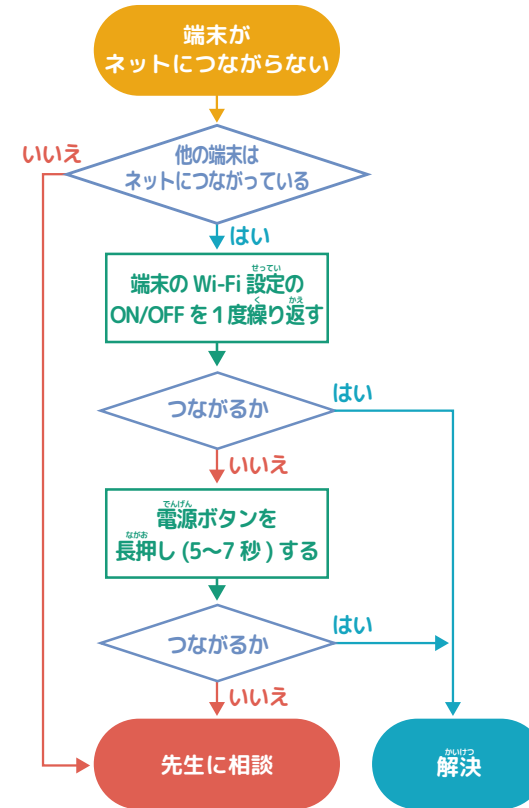 端末が
ネットにつながらない
いいえ
他の端末は
ネットにつながっている
はい
せってい
端末の Wi-Fi 設定の
く かえ
ON/OFF を1度繰り返す
つながるか
はい
いいえ
でんげん
電源ボタンを
ながお
長押し (5〜7 秒 ) する
つながるか
はい
いいえ
先生に相談
かいけつ
解決